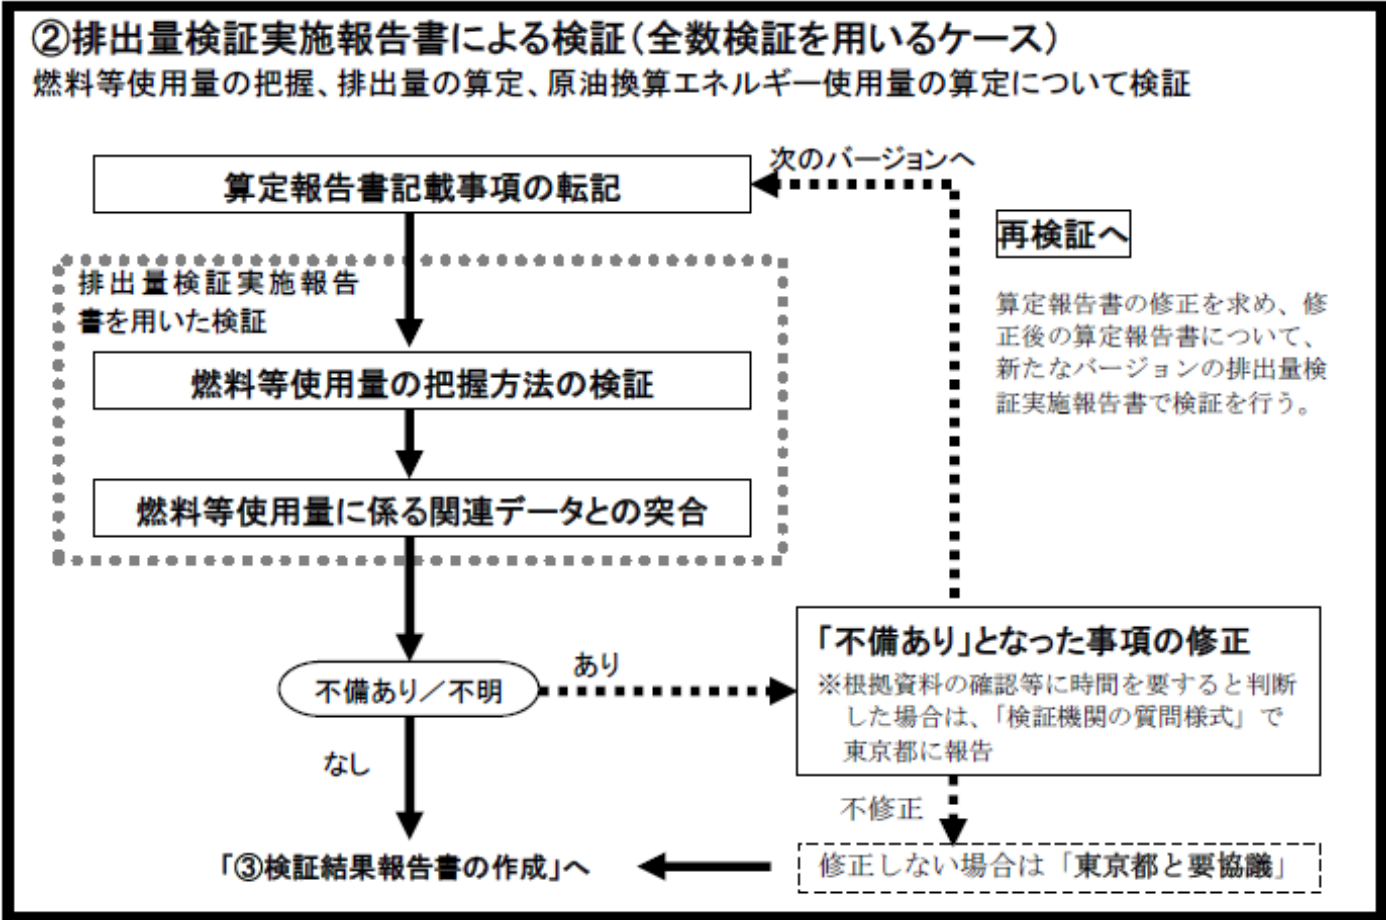 ②排出量検証実施報告書による検証（全数検証を用いるケース）
燃料等使用量の把握、排出量の算定、原油換算エネルギー使用量の算定について検証
次のバージョンへ
算定報告書記載事項の転記
再検証へ
排出量検証実施報告
書を用いた検証
算定報告書の修正を求め、修
正後の算定報告書について、
新たなバージョンの排出量検
証実施報告書で検証を行う。
燃料等使用量の把握方法の検証
燃料等使用量に係る関連データとの突合
不備あり／不明
あり
「不備あり」となった事項の修正
※根拠資料の確認等に時間を要すると判断
した場合は、「検証機関の質問様式」で
東京都に報告
なし
不修正
「③検証結果報告書の作成」へ
修正しない場合は「東京都と要協議」